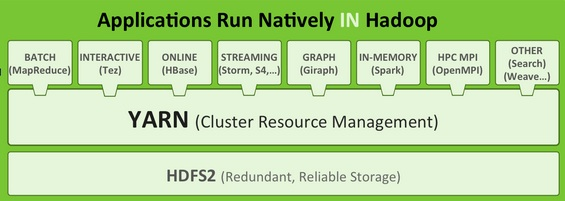 Applications Run Natively IN Hadoop
BATCH
(MapReduce)
INTERACTIVE
(Tez)
ONLINE
(HBase)
STREAMING
(Storm, S4,...)
GRAPH
(Giraph)
IN-MEMORY
(Spark)
HPC MPI
(OpenMPI)
OTHER
(Search)
(Weave...)
YARN (Cluster Resource Management)
HDFS2 (Redundant, Reliable Storage)